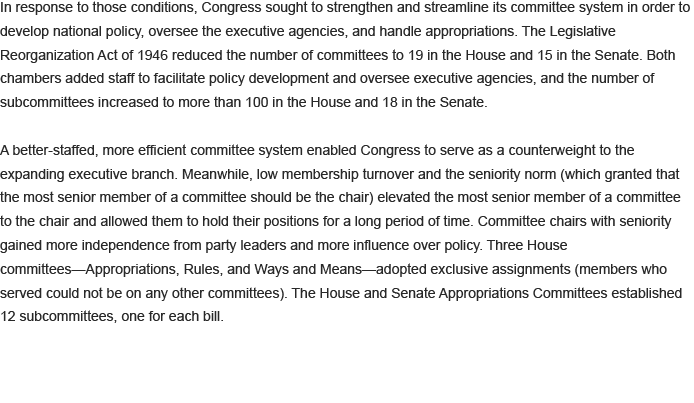 In response to those conditions, Congress sought to strengthen and streamline its committee system in order to
develop national policy, oversee the executive agencies, and handle appropriations. The Legislative
Reorganization Act of 1946 reduced the number of committees to 19 in the House and 15 in the Senate. Both
chambers added staff to facilitate policy development and oversee executive agencies, and the number of
subcommittees increased to more than 100 in the House and 18 in the Senate.
A better-staffed, more efficient committee system enabled Congress to serve as a counterweight to the
expanding executive branch. Meanwhile, low membership turnover and the seniority norm (which granted that
the most senior member of a committee should be the chair) elevated the most senior member of a committee
to the chair and allowed them to hold their positions for a long period of time. Committee chairs with seniority
gained more independence from party leaders and more influence over policy. Three House
committees—Appropriations, Rules, and Ways and Means—adopted exclusive assignments (members who
served could not be on any other committees). The House and Senate Appropriations Committees established
12 subcommittees, one for each bill.